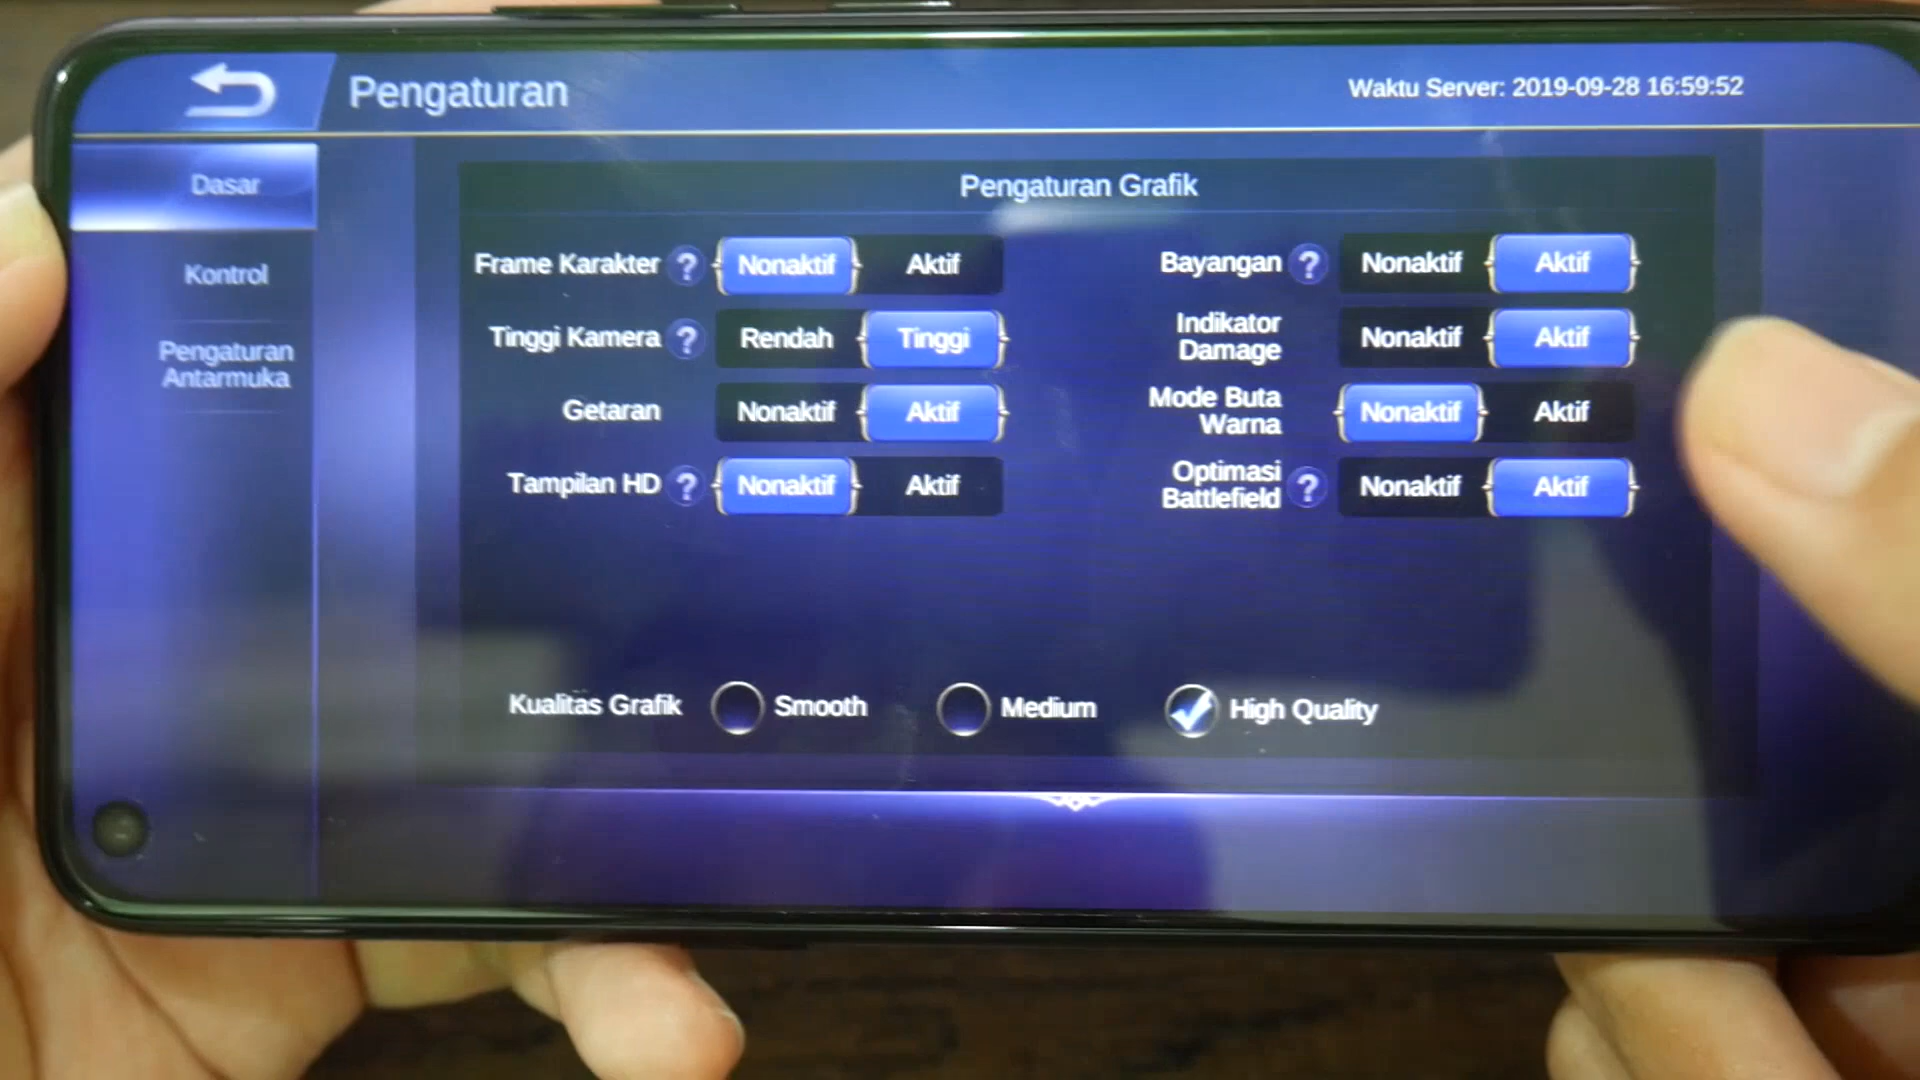 Pengaturan
Waktu Server: 2019-09-28 16:59:52
Dasar
Kontrol
Pengaturan
Antarmuka
Pengaturan Grafik
Frame Karakter ? Nonaktif Aktif
Bayangan ? Nonaktif Aktif
Tinggi Kamera ? Rendah Tinggi
Indikator
Damage
Nonaktif Aktif
Getaran Nonaktif Aktif
Mode Buta
Warna
Nonaktif Aktif
Tampilan HD ? Nonaktif Aktif
Optimasi
Battlefield
? Nonaktif Aktif
Kualitas Grafik Smooth Medium High Quality